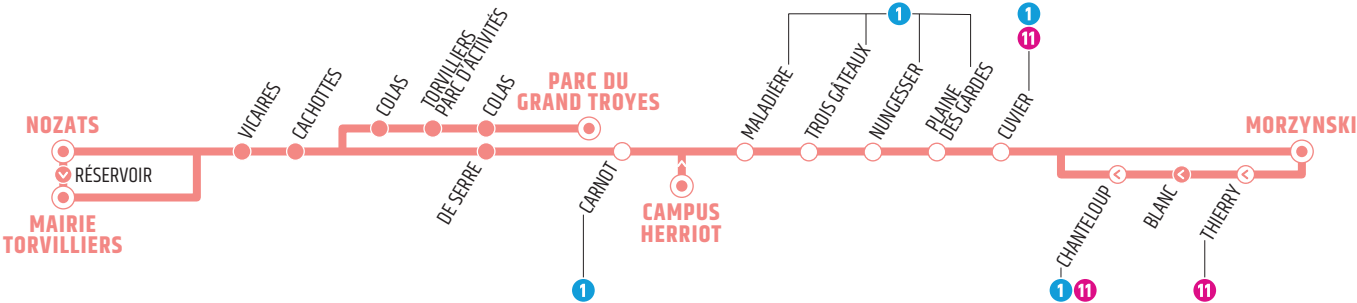 NOZATS
RÉSERVOIR
MAIRIE
TORVILLIERS
VICAIRES
CACHOTTES
COLAS
TORVILLIERS
PARC D'ACTIVITÉS
COLAS
PARC DU
GRAND TROYES
DE SERRE
CARNOT
1
CAMPUS
HERRIOT
MALADIÈRE
TROIS GÂTEAUX
1
NUNGESSER
PLAINE
DES GARDES
1
11
CUVIER
CHANTELOUP
1 11
BLANC
THIERRY
11
MORZYNSKI